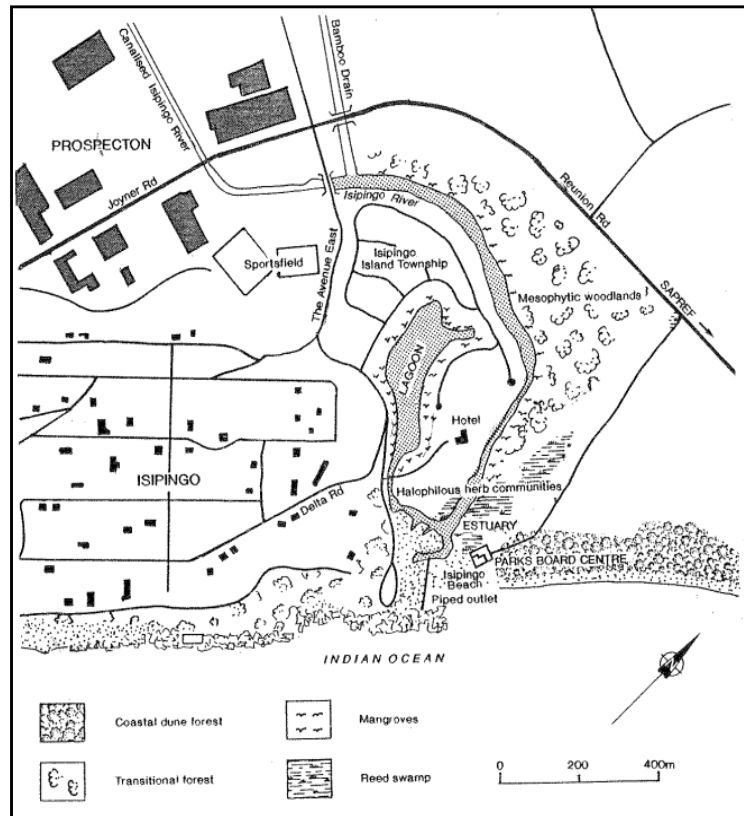 Canalised Isipingo River
Bamboo Drain
PROSPECTON
Joyner Rd
Isipingo River
Reunion Rd
Sportsfield
The Avenue East
Isipingo
Island Township
Mesophytic woodlands
SAPREF
LAGOON
Hotel
ISIPINGO
Delta Rd
Halophilous herb communities
ESTUARY
PARKS BOARD CENTRE
Isipingo
Beach
Piped outlet
INDIAN OCEAN
Coastal dune forest
Mangroves
Transitional forest
Reed swamp
0 200 400m